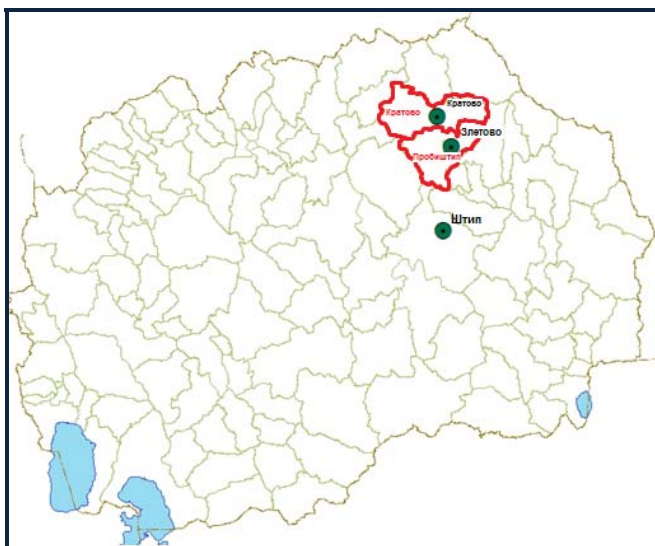 Кратово
Кратово
Злетово
Пробиштип
Штип